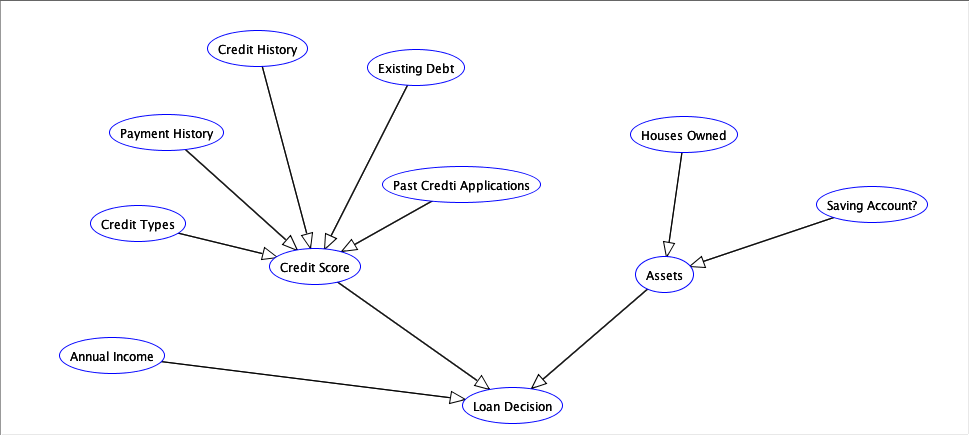 Credit History
Existing Debt
Payment History
Houses Owned
Past Credti Applications
Saving Account?
Credit Types
Credit Score
Assets
Annual Income
Loan Decision